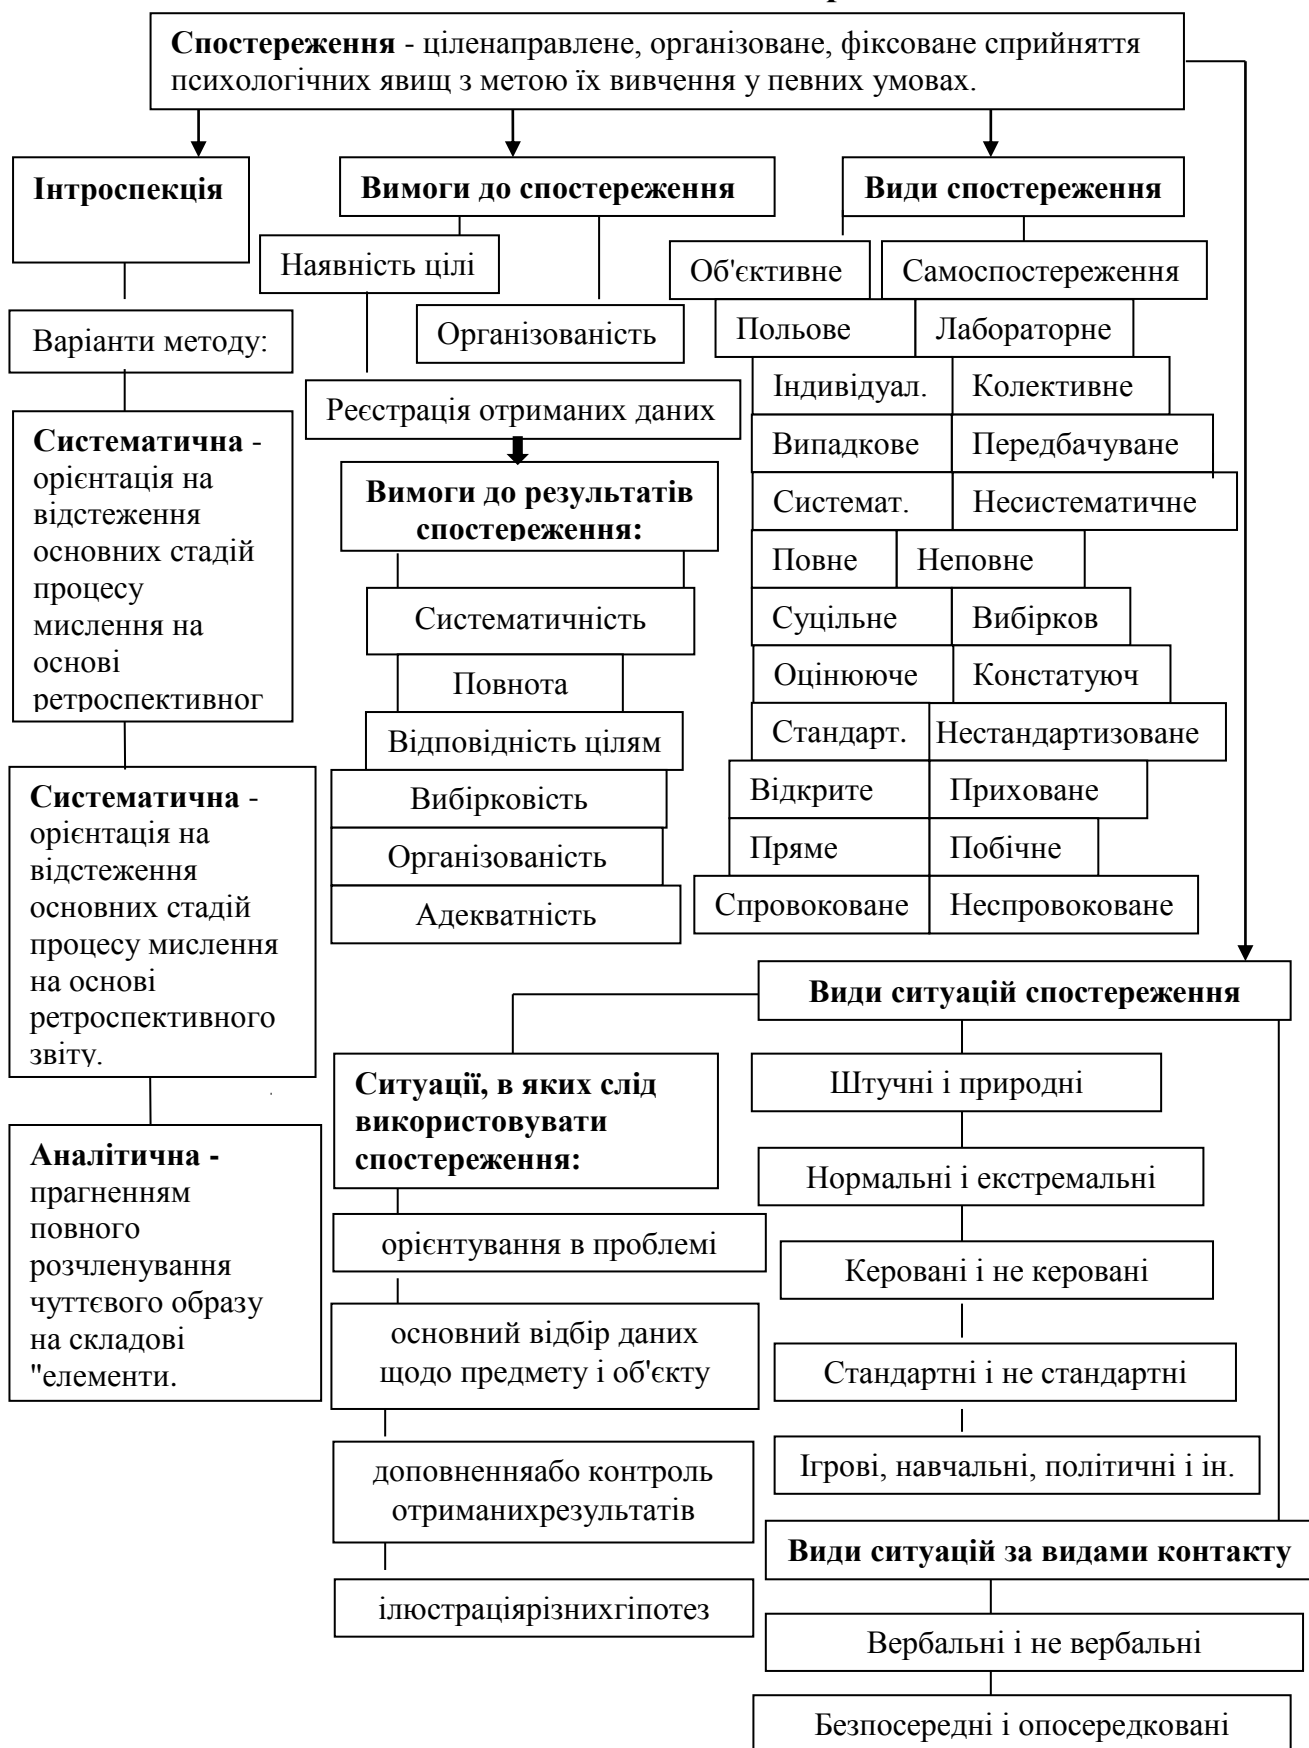 Спостереження - ціленаправлене, організоване, фіксоване сприйняття
психологічних явищ з метою їх вивчення у певних умовах.
Інтроспекція
Варіанти методу:
Систематична -
орієнтація на
відстеження
основних стадій
процесу
мислення на
основі
ретроспективног
Систематична -
орієнтація на
відстеження
основних стадій
процесу мислення
на основі
ретроспективного
звіту.
Аналітична -
прагненням
повного
розчленування
чуттєвого образу
на складові
"елементи.
Вимоги до спостереження
Наявність цілі
Організованість
Реєстрація отриманих даних
Вимоги до результатів
спостереження:
Систематичність
Повнота
Відповідність цілям
Вибірковість
Організованість
Адекватність
Види спостереження
Об'єктивне Самоспостереження
Польове Лабораторне
Індивідуал. Колективне
Випадкове Передбачуване
Системат. Несистематичне
Повне Неповне
Суцільне Вибірков
Оцінююче Констатуюч
Стандарт. Нестандартизоване
Відкрите Приховане
Пряме Побічне
Спровоковане Неспровоковане
Ситуації, в яких слід
використовувати
спостереження:
орієнтування в проблемі
основний відбір даних
щодо предмету і об'єкту
доповненняабо контроль
отриманихрезультатів
ілюстраціярізнихгіпотез
Види ситуацій спостереження
Штучні і природні
Нормальні і екстремальні
Керовані і не керовані
Стандартні і не стандартні
Ігрові, навчальні, політичні і ін.
Види ситуацій за видами контакту
Вербальні і не вербальні
Безпосередні і опосередковані